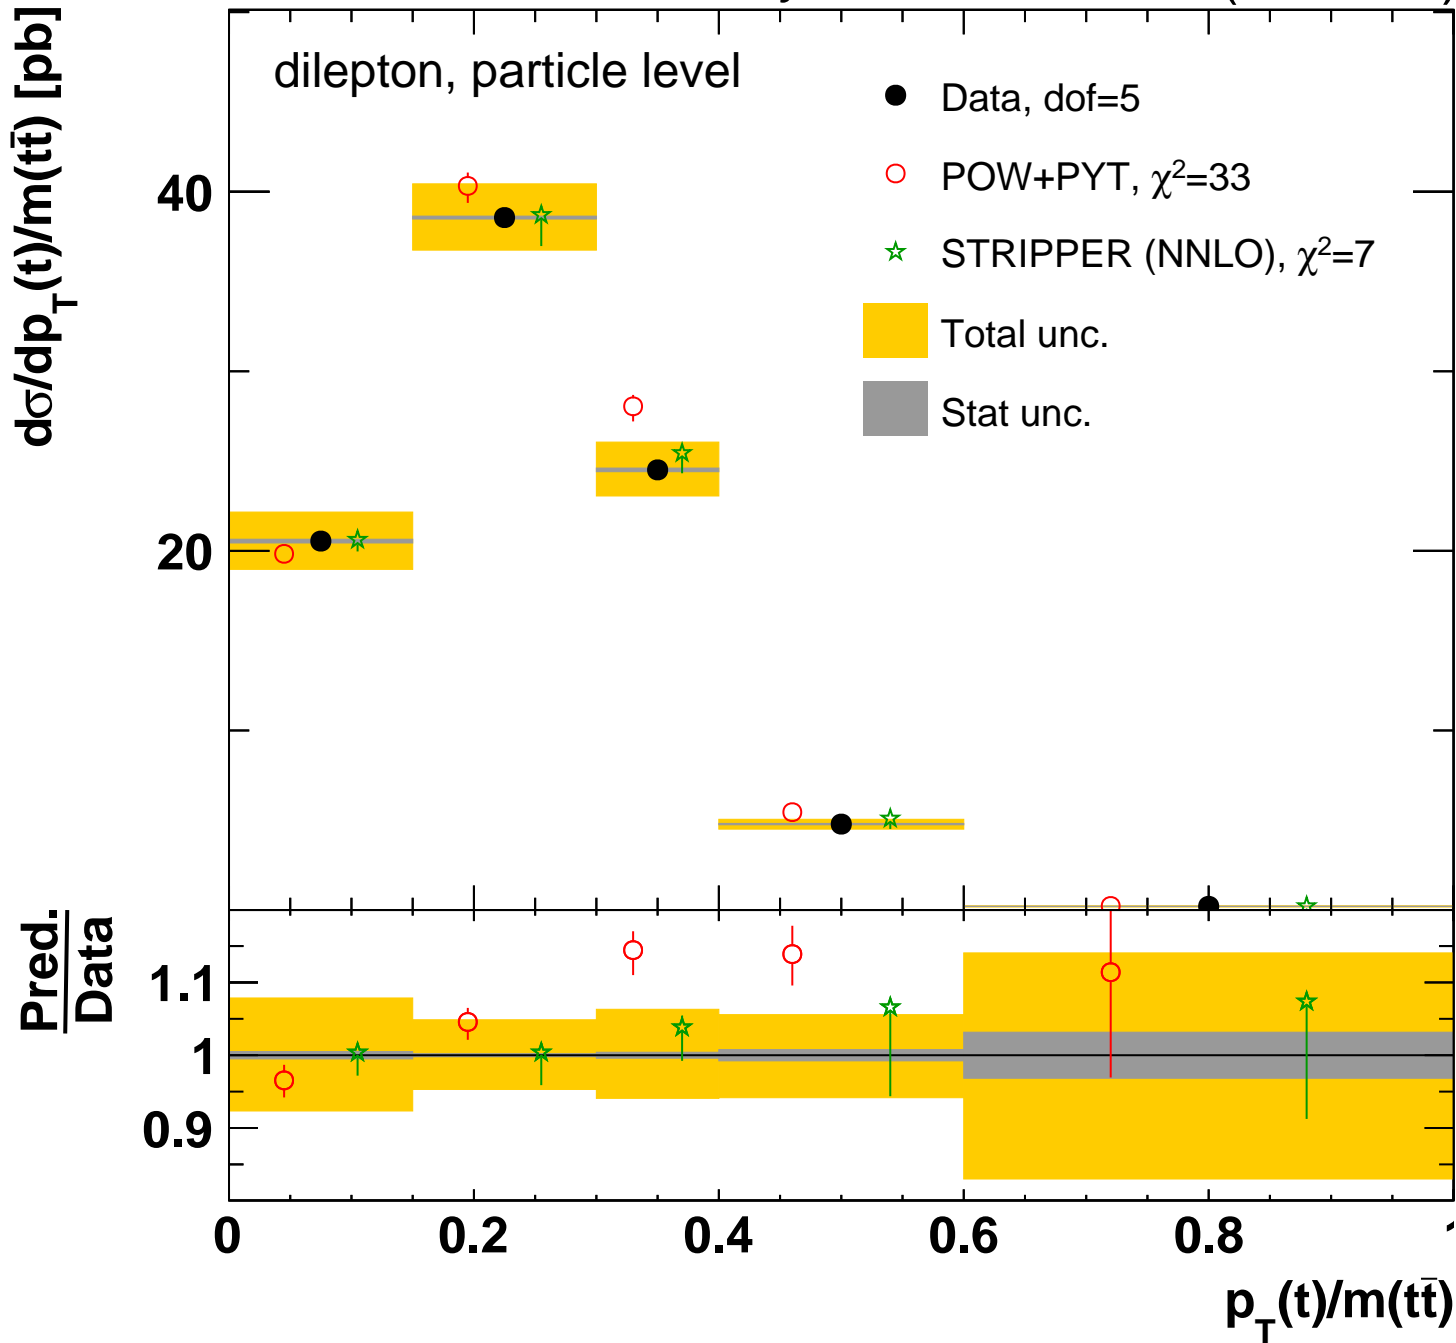 dσ/dp_T(t)/m(tt̄) [pb]
dilepton, particle level
Data, dof=5
POW+PYT, χ²=33
STRIPPER (NNLO), χ²=7
Total unc.
Stat unc.
40
20
Pred.
Data
1.1
1
0.9
0 0.2 0.4 0.6 0.8
p_T(t)/m(tt̄)